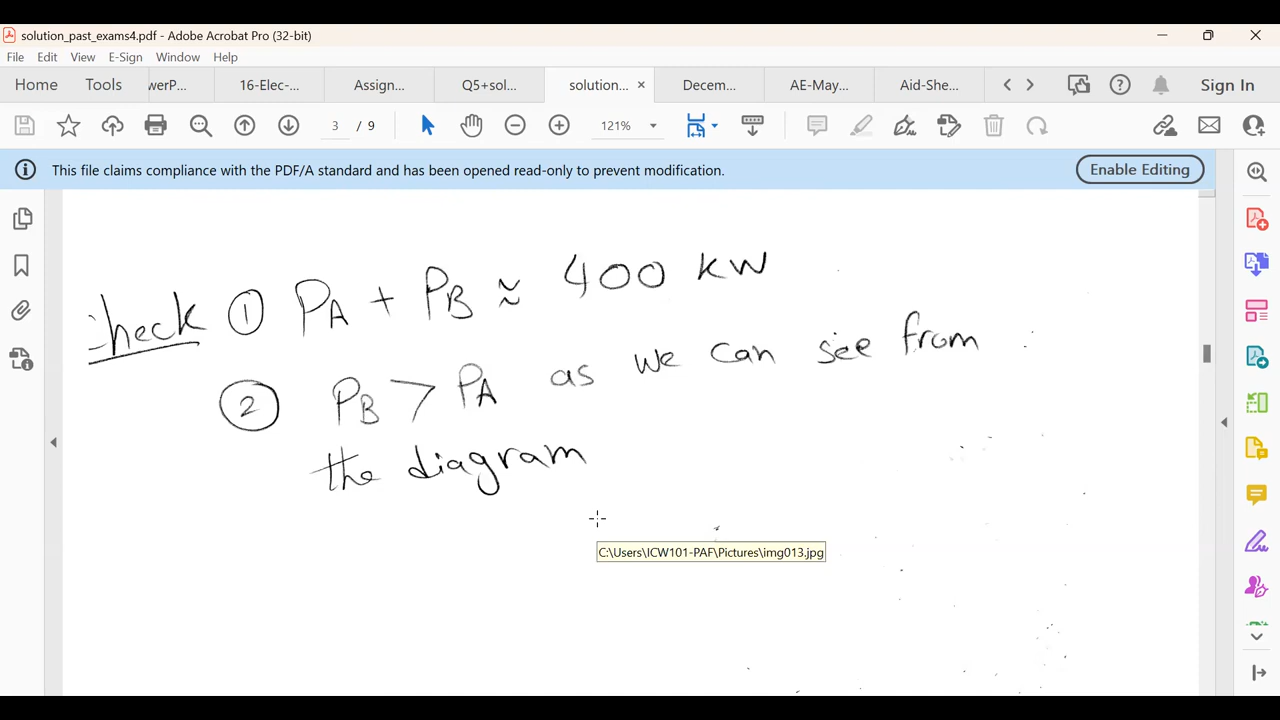 solution_past_exams4.pdf - Adobe Acrobat Pro (32-bit)
File Edit View E-Sign Window Help
Home Tools werP... 16-Elec-... Assign... Q5+sol... solution... × Decem... AE-May... Aid-She... Sign In
3 / 9 121%
This file claims compliance with the PDF/A standard and has been opened read-only to prevent modification. Enable Editing
check ① PA + PB ≈ 400 kW
② PB > PA as we can see from
the diagram
C:\Users\ICW101-PAF\Pictures\img013.jpg